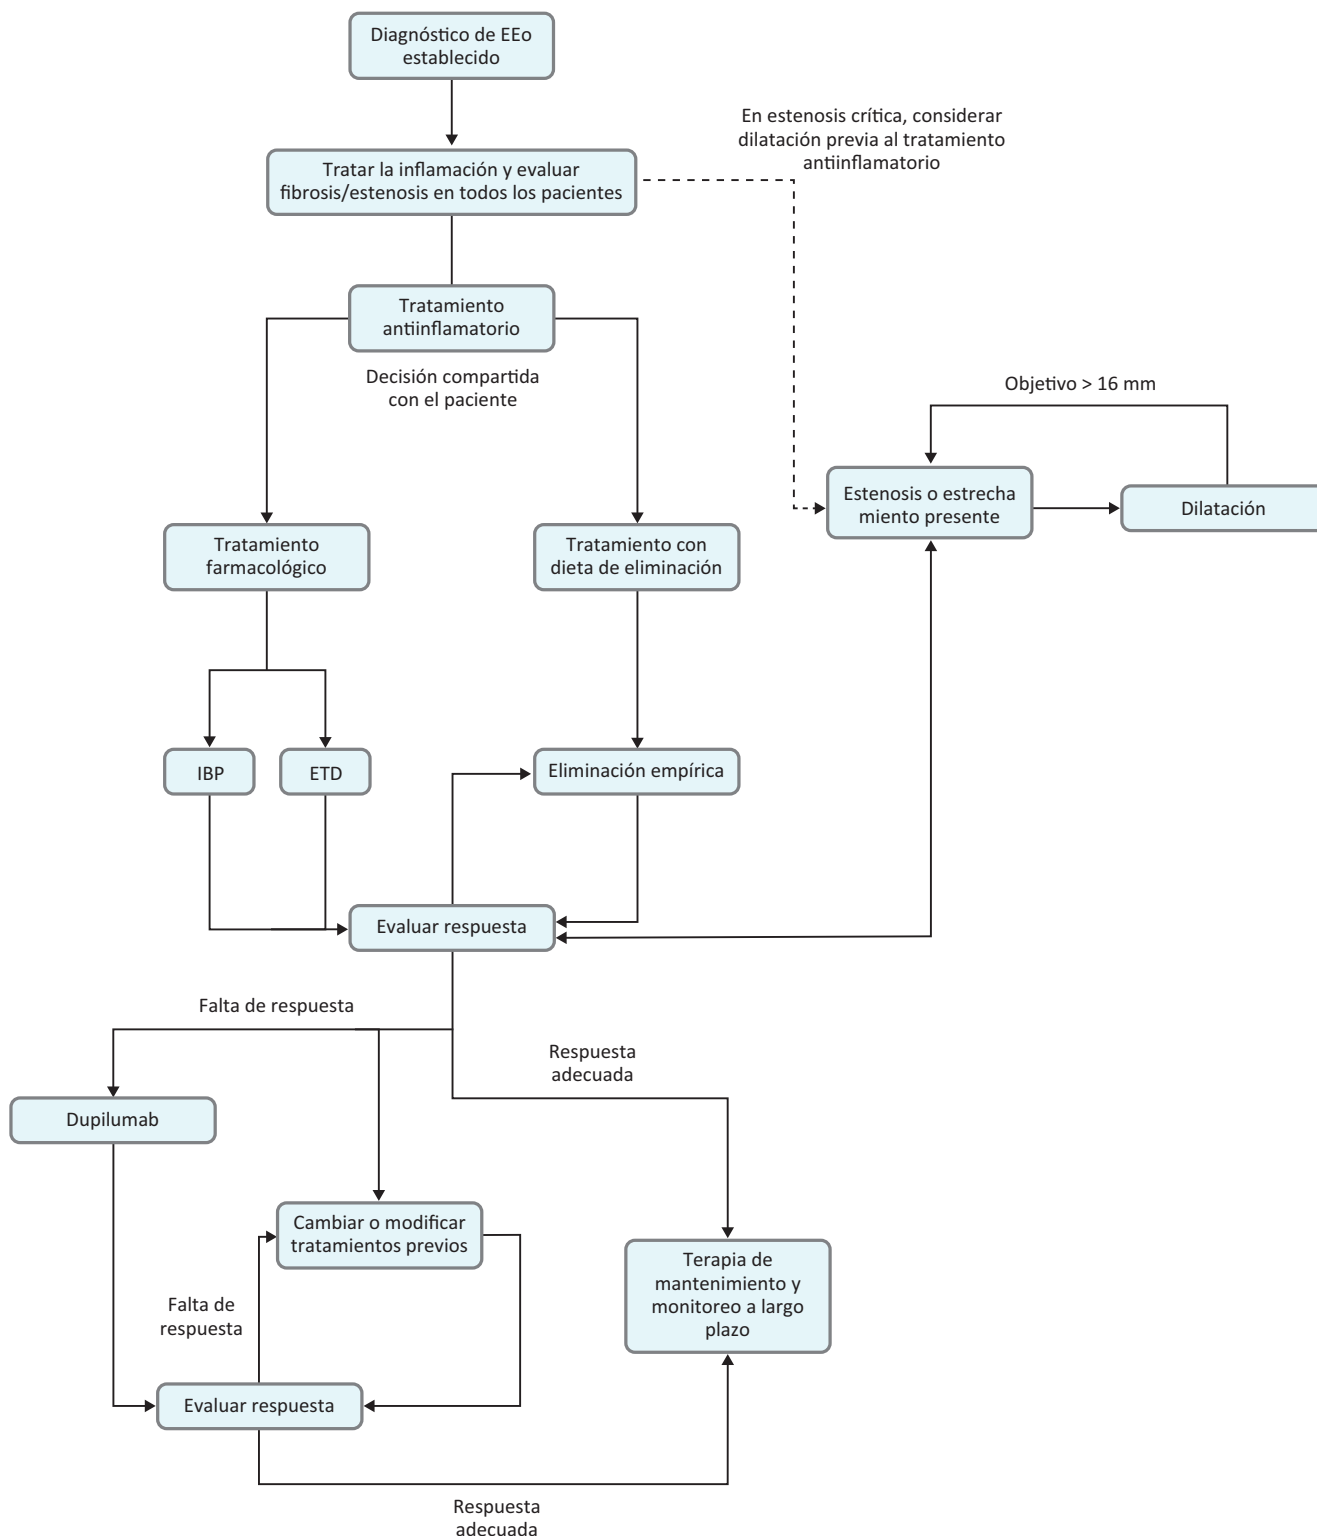 Diagnóstico de EEo
establecido
En estenosis crítica, considerar
dilatación previa al tratamiento
antiinflamatorio
Tratar la inflamación y evaluar
fibrosis/estenosis en todos los pacientes
Tratamiento
antiinflamatorio
Decisión compartida
con el paciente
Objetivo > 16 mm
Estenosis o estrecha
miento presente
Dilatación
Tratamiento
farmacológico
Tratamiento con
dieta de eliminación
IBP
ETD
Eliminación empírica
Evaluar respuesta
Falta de respuesta
Respuesta
adecuada
Dupilumab
Cambiar o modificar
tratamientos previos
Terapia de
mantenimiento y
monitoreo a largo
plazo
Falta de
respuesta
Evaluar respuesta
Respuesta
adecuada